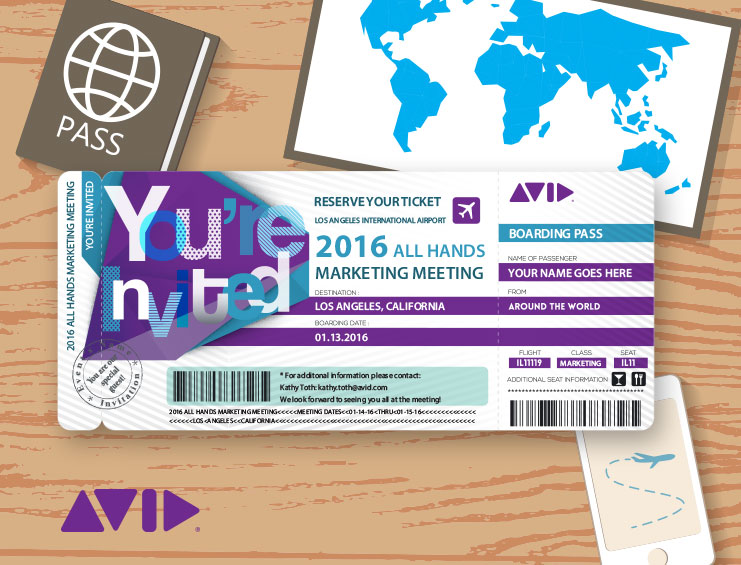 PASS
2016 ALL HANDS MARKETING MEETING
YOU'RE INVITED
You're
Invited
Event Time
You are our
special
guest!
Invitation
RESERVE YOUR TICKET
LOS ANGELES INTERNATIONAL AIRPORT
2016 ALL HANDS
MARKETING MEETING
DESTINATION :
LOS ANGELES, CALIFORNIA
BOARDING DATE :
01.13.2016
* For additonal information please contact:
Kathy Toth: kathy.toth@avid.com
We look forward to seeing you all at the meeting!
2016 ALL HANDS MARKETING MEETING<<<<<MEETING DATES<<01-14-16<THRU<01-15-16<<<<<<<<<<<<
<<<<<<LOS<ANGELES<<CALIFORNIA<<<<<<<<<<<<<<<<<<<<<<<<<<<<<<<<<<<<<<
AVID
BOARDING PASS
NAME OF PASSENGER
YOUR NAME GOES HERE
FROM
AROUND THE WORLD
FLIGHT CLASS SEAT
IL11119 MARKETING IL11
ADDITIONAL SEAT INFORMATION
AVID®